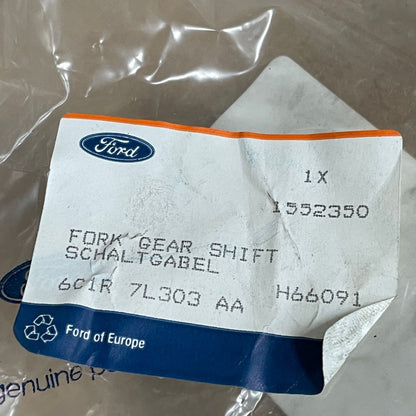 Ford
1X
1552350
FORK GEAR SHIFT
SCHALTGABEL
6C1R 7L303 AA H66091
Ford of Europe
genuine